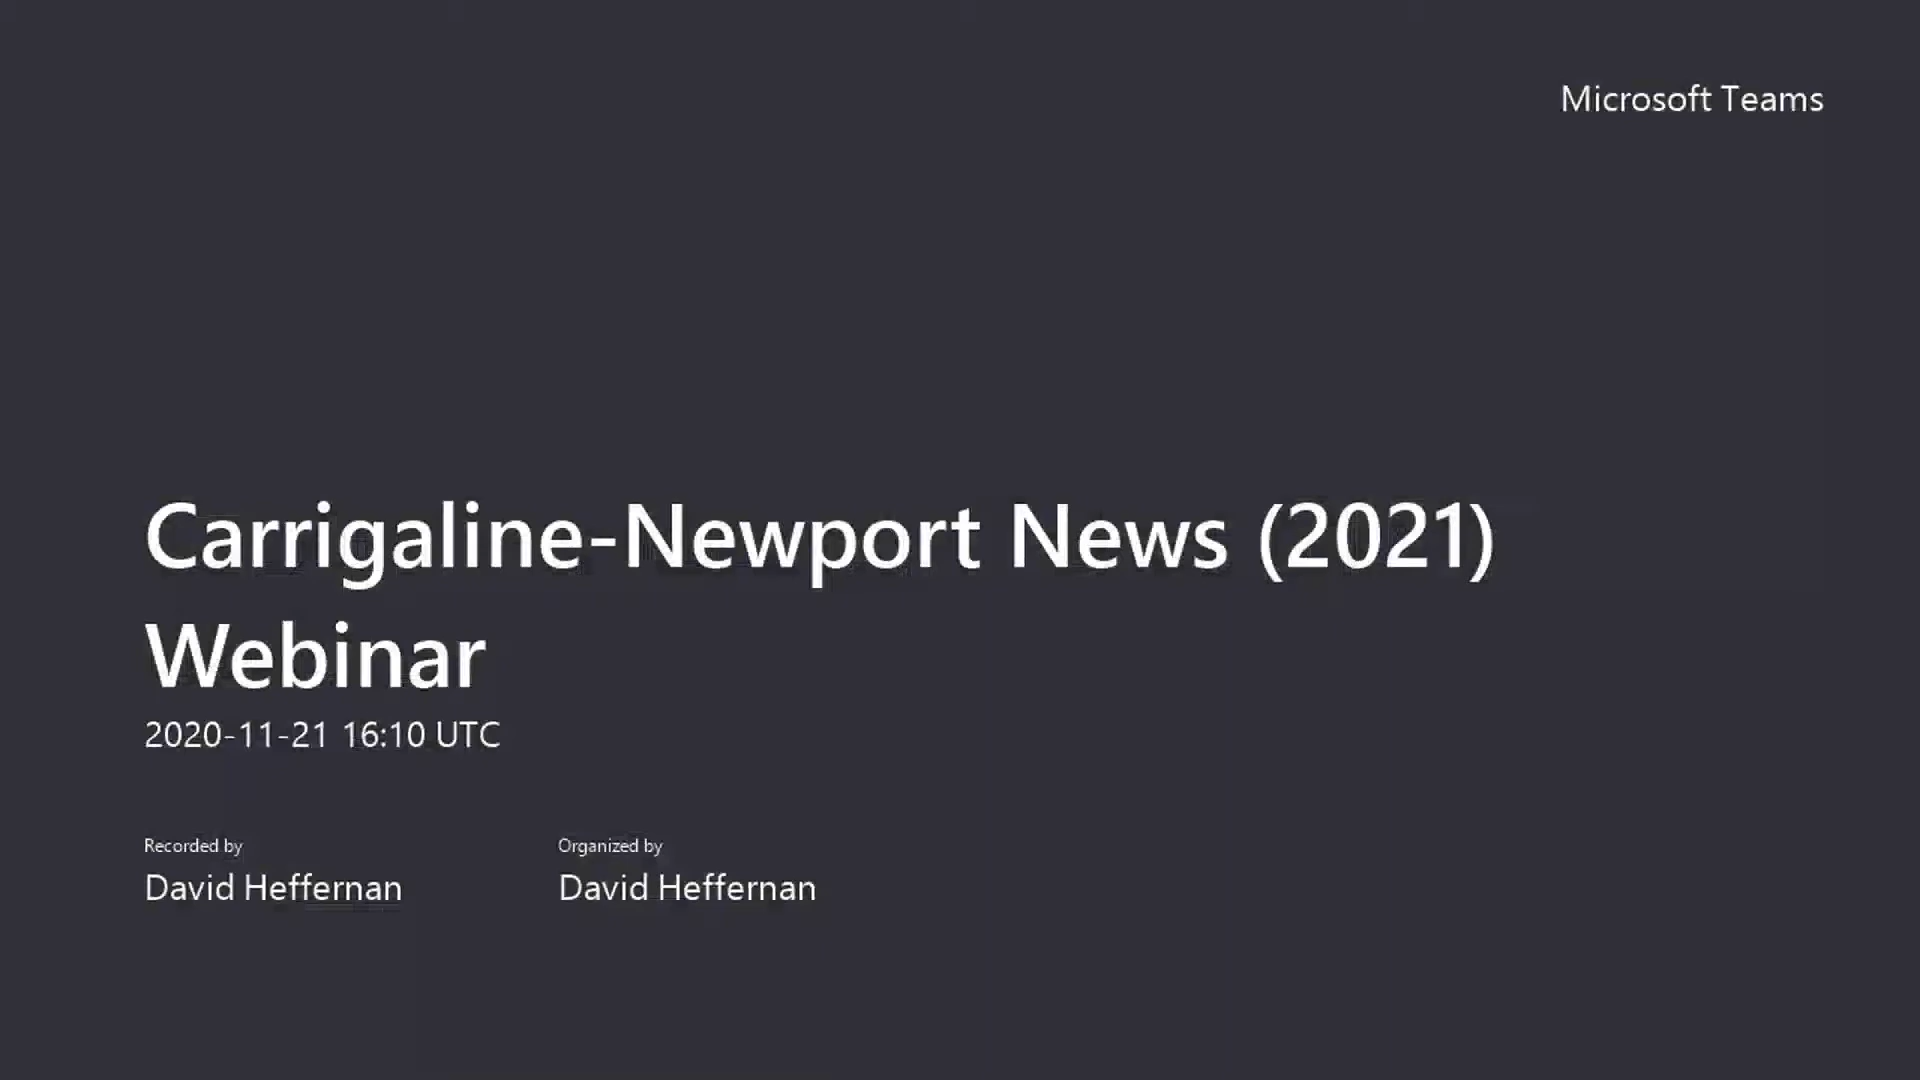 Microsoft Teams
Carrigaline-Newport News (2021)
Webinar
2020-11-21 16:10 UTC
Recorded by
David Heffernan
Organized by
David Heffernan